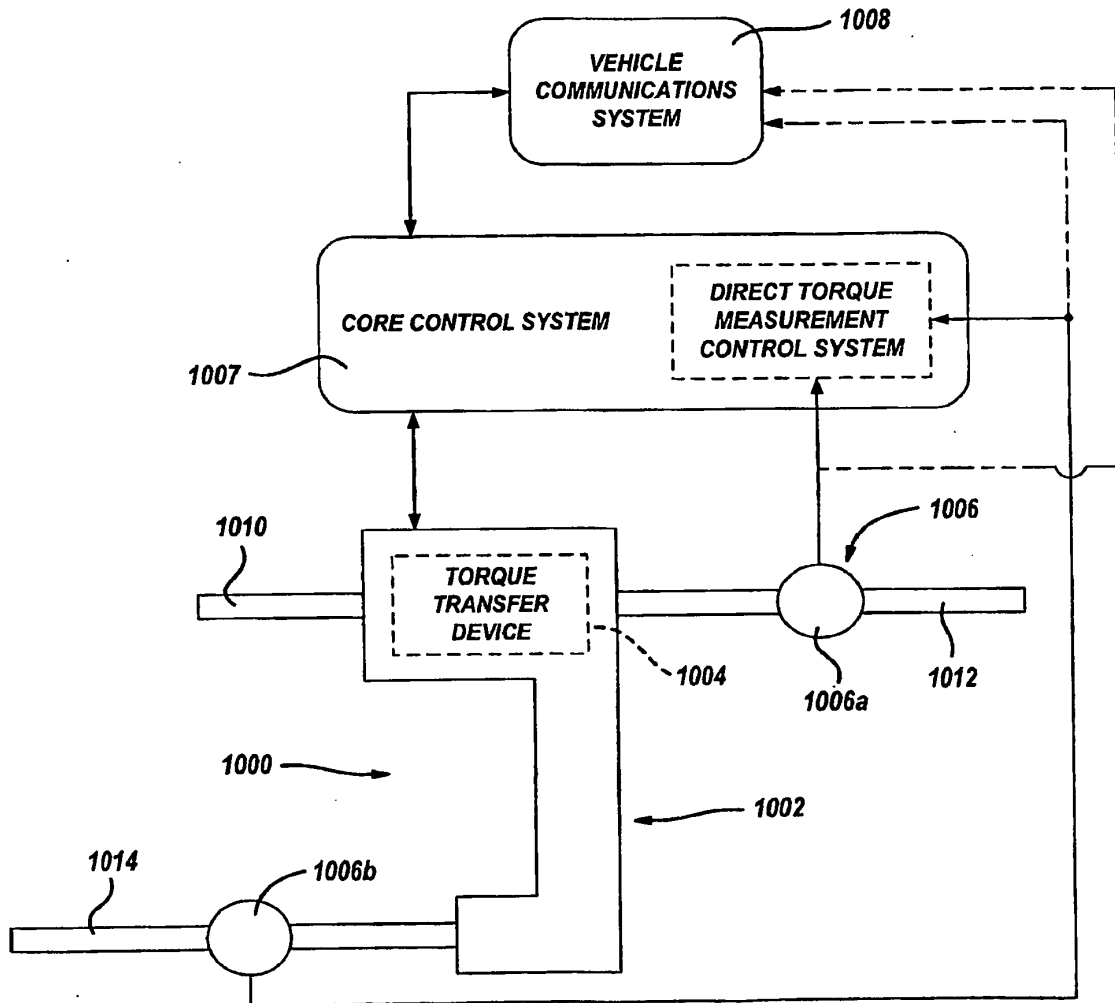 1008
VEHICLE
COMMUNICATIONS
SYSTEM
CORE CONTROL SYSTEM
DIRECT TORQUE
MEASUREMENT
CONTROL SYSTEM
1007
1010
1006
TORQUE
TRANSFER
DEVICE
1004
1006a
1012
1000
1002
1014
1006b